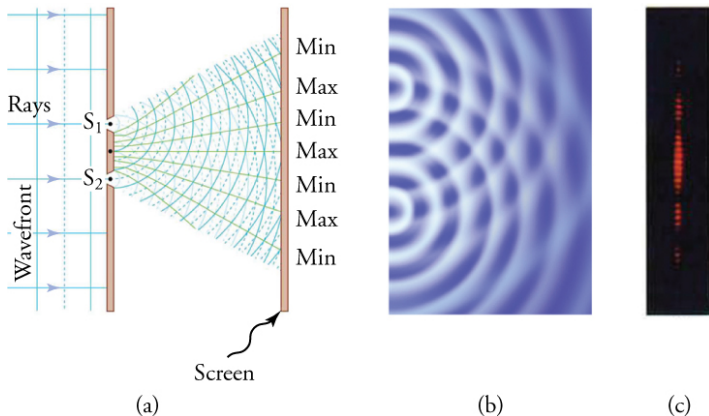 Rays
Wavefront
S1
S2
Min
Max
Min
Max
Min
Max
Min
Screen
(a)
(b)
(c)